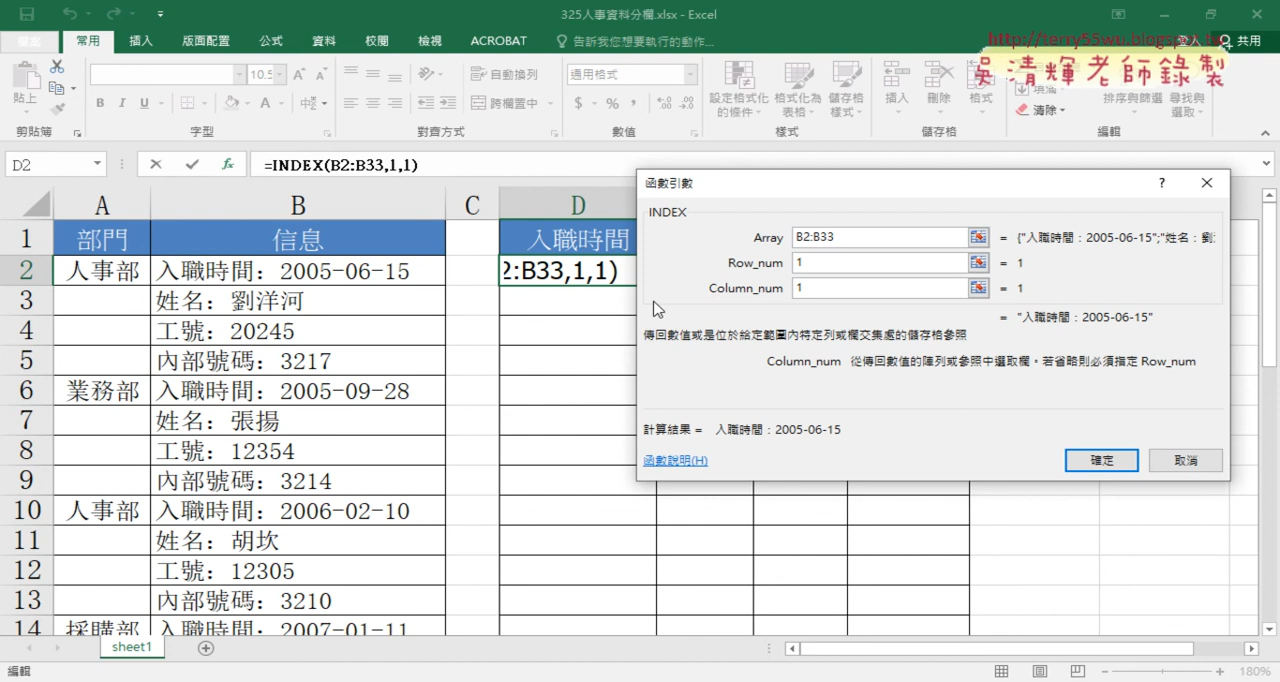 325人事資料分欄.xlsx - Excel
常用 插入 版面配置 公式 資料 校閱 檢視 ACROBAT 告訴我您想要執行的動作... 登入 共用
http://terry55wu.blogspot.tw
吳清輝老師錄製
貼上 10.5 自動換列 通用格式 設定格式化的條件 格式化為表格 儲存格樣式 插入 刪除 格式 填滿 清除 排序與篩選 尋找與選取
B I U A 中 跨欄置中 $ %
剪貼簿 字型 對齊方式 數值 樣式 儲存格 編輯
D2 fx =INDEX(B2:B33,1,1)
A B C D
1 部門 信息 入職時間
2 人事部 入職時間：2005-06-15 2:B33,1,1)
3 姓名：劉洋河
4 工號：20245
5 內部號碼：3217
6 業務部 入職時間：2005-09-28
7 姓名：張揚
8 工號：12354
9 內部號碼：3214
10 人事部 入職時間：2006-02-10
11 姓名：胡坎
12 工號：12305
13 內部號碼：3210
14 採購部 入職時間：2007-01-11
函數引數 ?
INDEX
Array B2:B33 = {"入職時間：2005-06-15";"姓名：劉
Row_num 1 = 1
Column_num 1 = 1
= "入職時間：2005-06-15"
傳回數值或是位於給定範圍內特定列或欄交集處的儲存格參照
Column_num 從傳回數值的陣列或參照中選取欄。若省略則必須指定 Row_num
計算結果 = 入職時間：2005-06-15
函數說明(H) 確定 取消
sheet1
編輯 180%